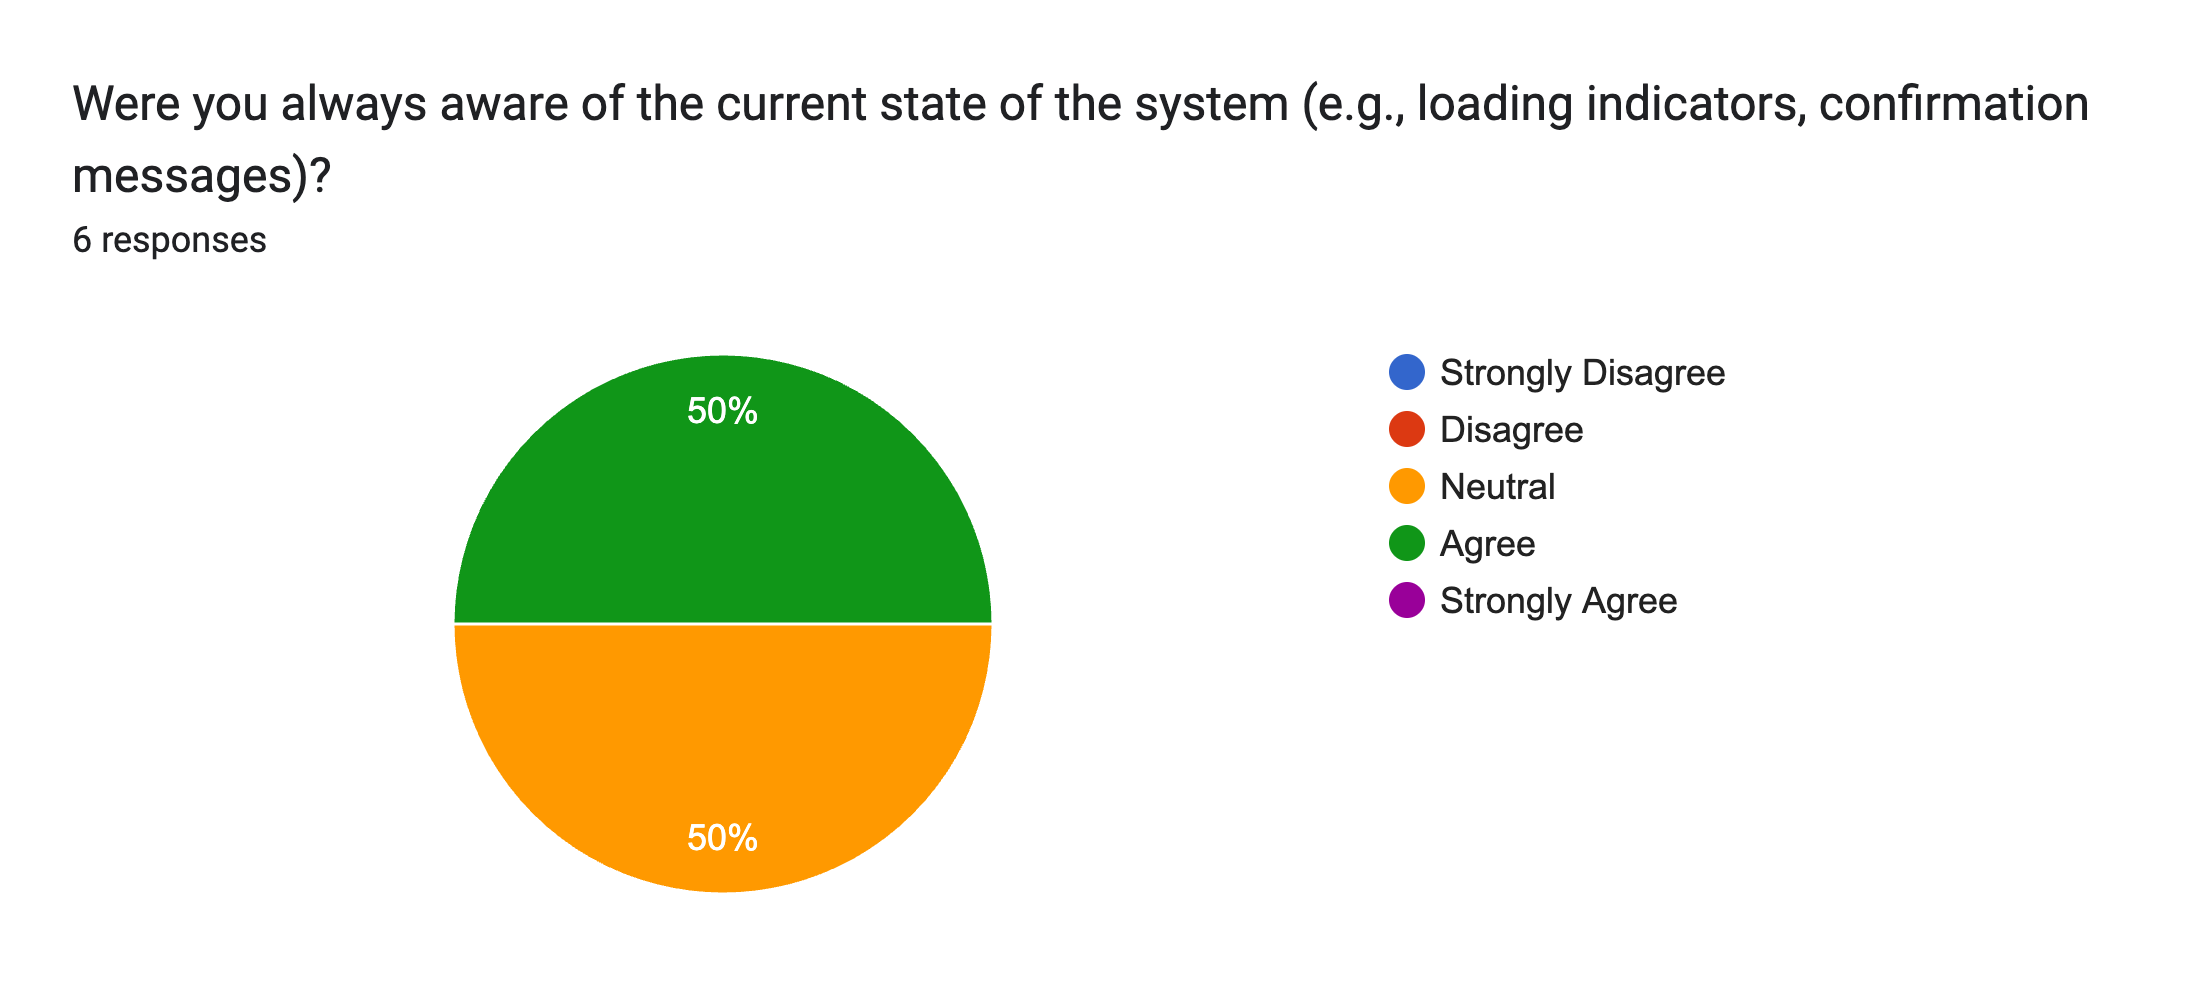 Were you always aware of the current state of the system (e.g., loading indicators, confirmation
messages)?
6 responses
50%
50%
Strongly Disagree
Disagree
Neutral
Agree
Strongly Agree